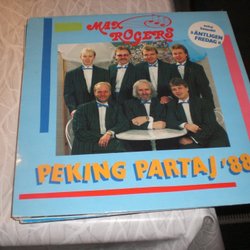 MAX
ROGERS
»ÄNTLIGEN
FREDAG«
PEKING PARTAJ '88